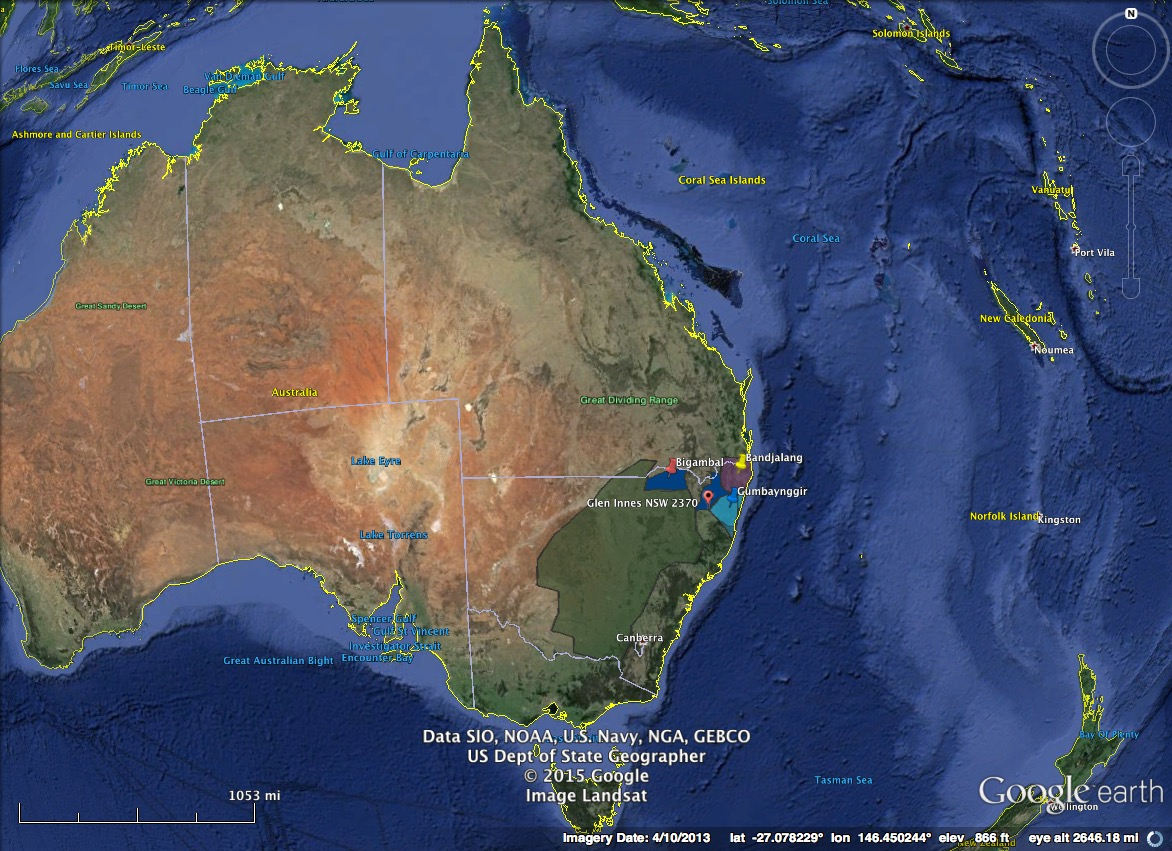 Solomon Sea
Solomon Islands
N
Timor-Leste
Flores Sea
Savu Sea
Timor Sea
Van Diemen Gulf
Beagle Gulf
Ashmore and Cartier Islands
Gulf of Carpentaria
Coral Sea Islands
Vanuatu
Coral Sea
Port Vila
Great Sandy Desert
New Caledonia
Noumea
Australia
Great Dividing Range
Lake Eyre
Bigambal
Bandjalang
Great Victoria Desert
Gumbaynggir
Glen Innes NSW 2370
Norfolk Island
Kingston
Lake Torrens
Spencer Gulf
Gulf St Vincent
Canberra
Investigator Strait
Great Australian Bight
Encounter Bay
Bay Of Plenty
Data SIO, NOAA, U.S. Navy, NGA, GEBCO
US Dept of State Geographer
© 2015 Google
Image Landsat
Tasman Sea
1053 mi
Google earth
Wellington
Imagery Date: 4/10/2013 lat -27.078229° lon 146.450244° elev 866 ft eye alt 2646.18 mi
New Zealand